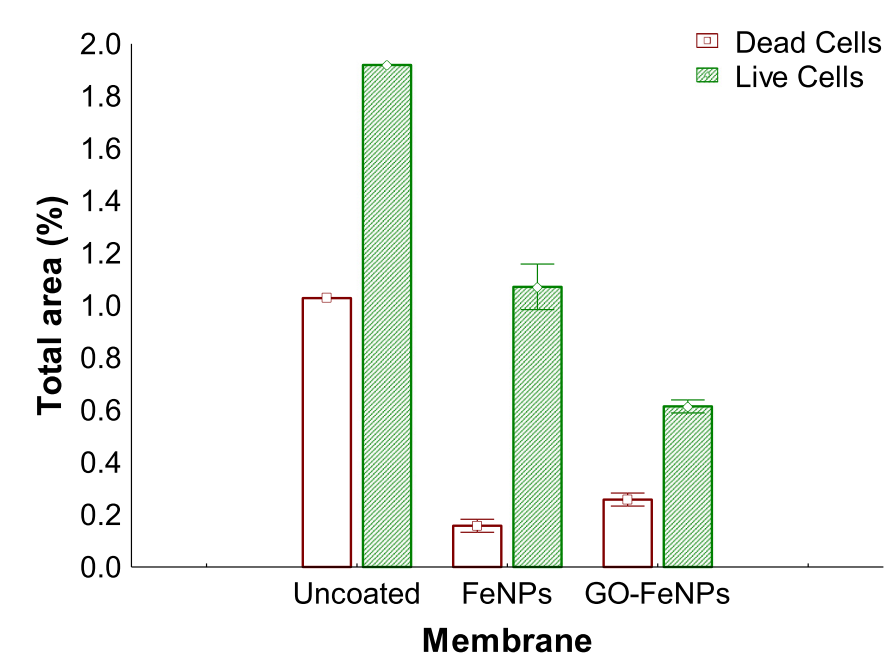 Dead Cells
Live Cells
Total area (%)
2.0
1.8
1.6
1.4
1.2
1.0
0.8
0.6
0.4
0.2
0.0
Uncoated FeNPs GO-FeNPs
Membrane